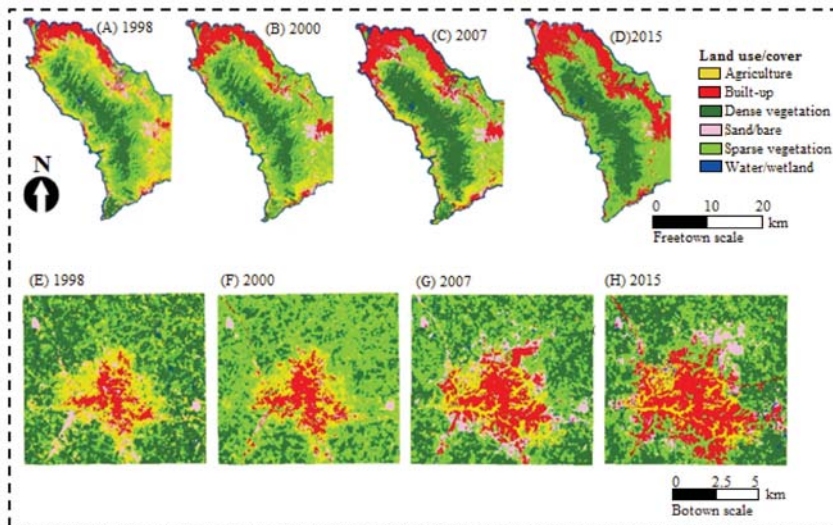 (A) 1998
(B) 2000
(C) 2007
(D)2015
Land use/cover
Agriculture
Built-up
Dense vegetation
Sand/bare
Sparse vegetation
Water/wetland
N
0 10 20
km
Freetown scale
(E) 1998
(F) 2000
(G) 2007
(H) 2015
0 2.5 5
km
Botown scale